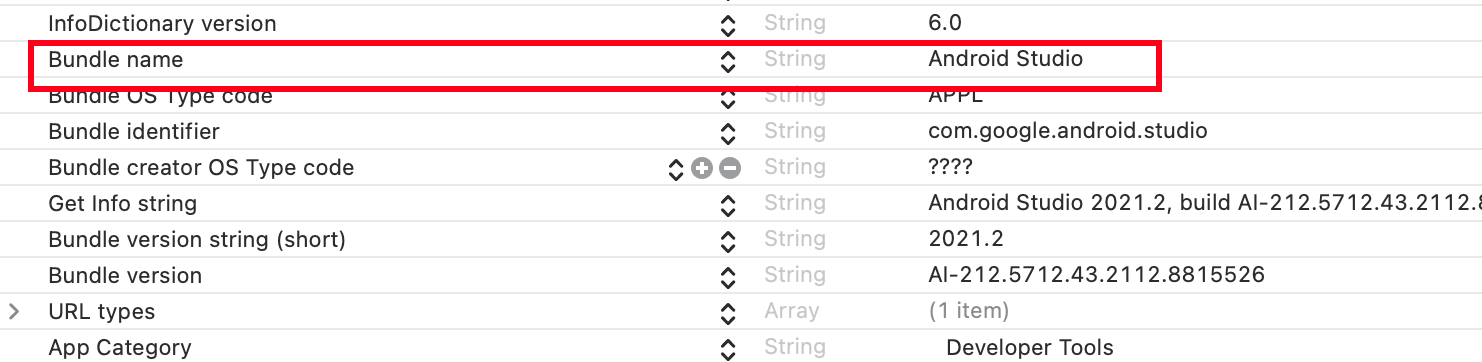 InfoDictionary version String 6.0
Bundle name String Android Studio
Bundle OS Type code String APPL
Bundle identifier String com.google.android.studio
Bundle creator OS Type code String ????
Get Info string String Android Studio 2021.2, build AI-212.5712.43.2112.8
Bundle version string (short) String 2021.2
Bundle version String AI-212.5712.43.2112.8815526
URL types Array (1 item)
App Category String Developer Tools